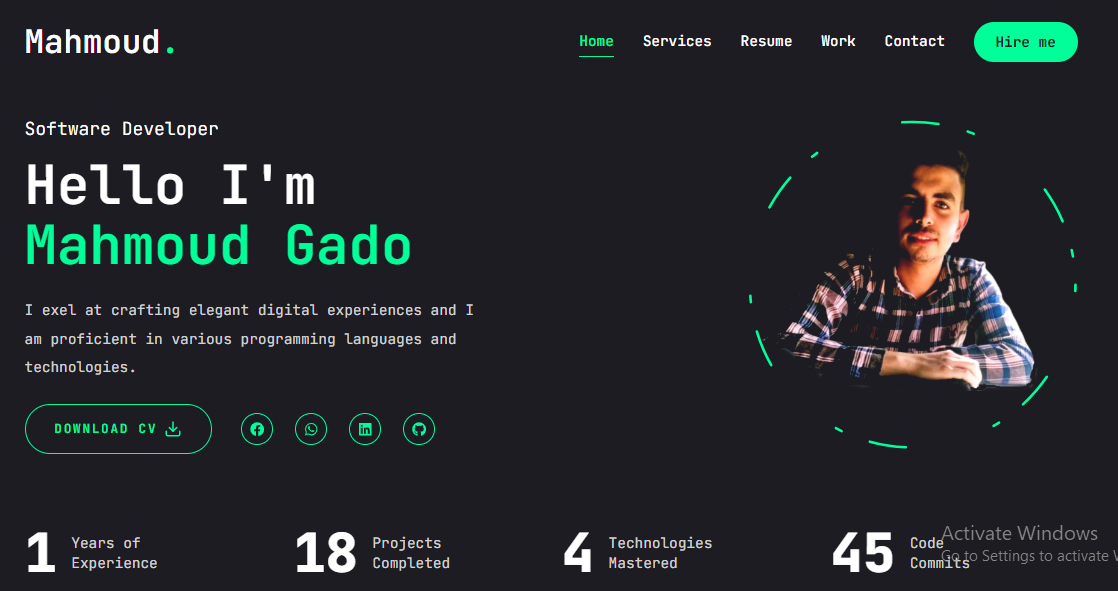 Mahmoud.
Home Services Resume Work Contact Hire me
Software Developer
Hello I'm
Mahmoud Gado
I exel at crafting elegant digital experiences and I
am proficient in various programming languages and
technologies.
DOWNLOAD CV
1 Years of
Experience
18 Projects
Completed
4 Technologies
Mastered
45 Code
Commits
Activate Windows
Go to Settings to activate W